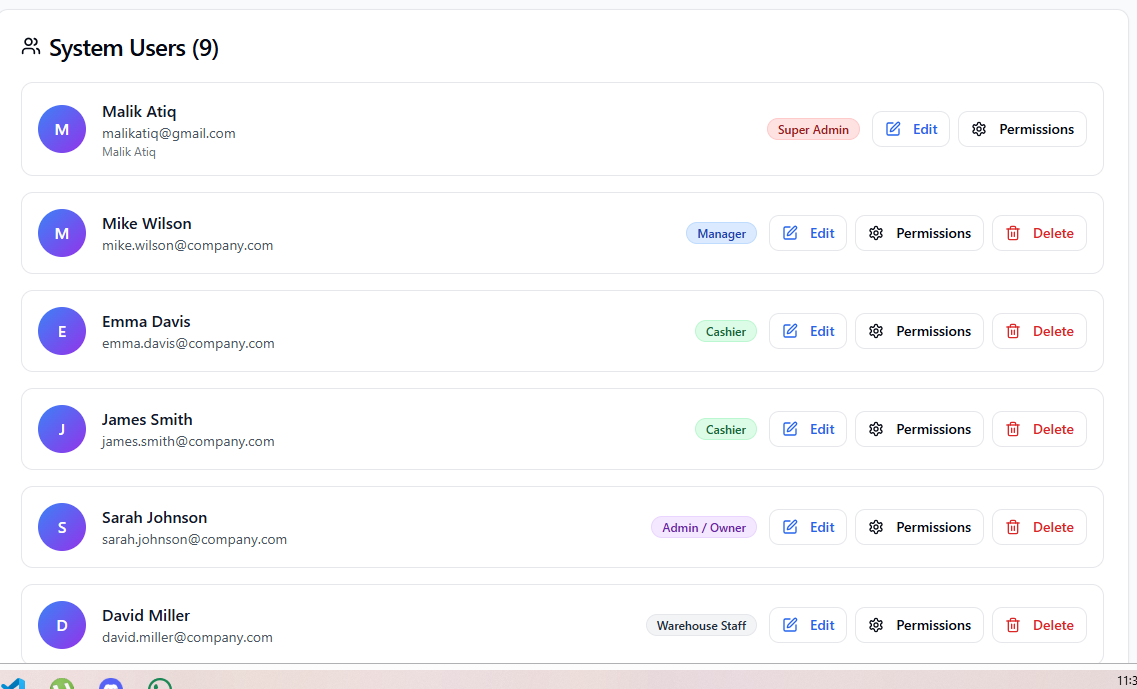 System Users (9)
M
Malik Atiq
malikatiq@gmail.com
Malik Atiq
Super Admin
Edit
Permissions
M
Mike Wilson
mike.wilson@company.com
Manager
Edit
Permissions
Delete
E
Emma Davis
emma.davis@company.com
Cashier
Edit
Permissions
Delete
J
James Smith
james.smith@company.com
Cashier
Edit
Permissions
Delete
S
Sarah Johnson
sarah.johnson@company.com
Admin / Owner
Edit
Permissions
Delete
D
David Miller
david.miller@company.com
Warehouse Staff
Edit
Permissions
Delete
11:3